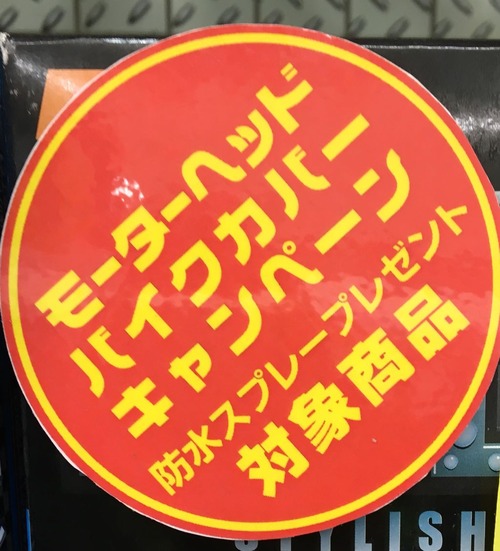 モーターヘッド
バイクカバー
キャンペーン
防水スプレープレゼント
対象商品
STYLISH